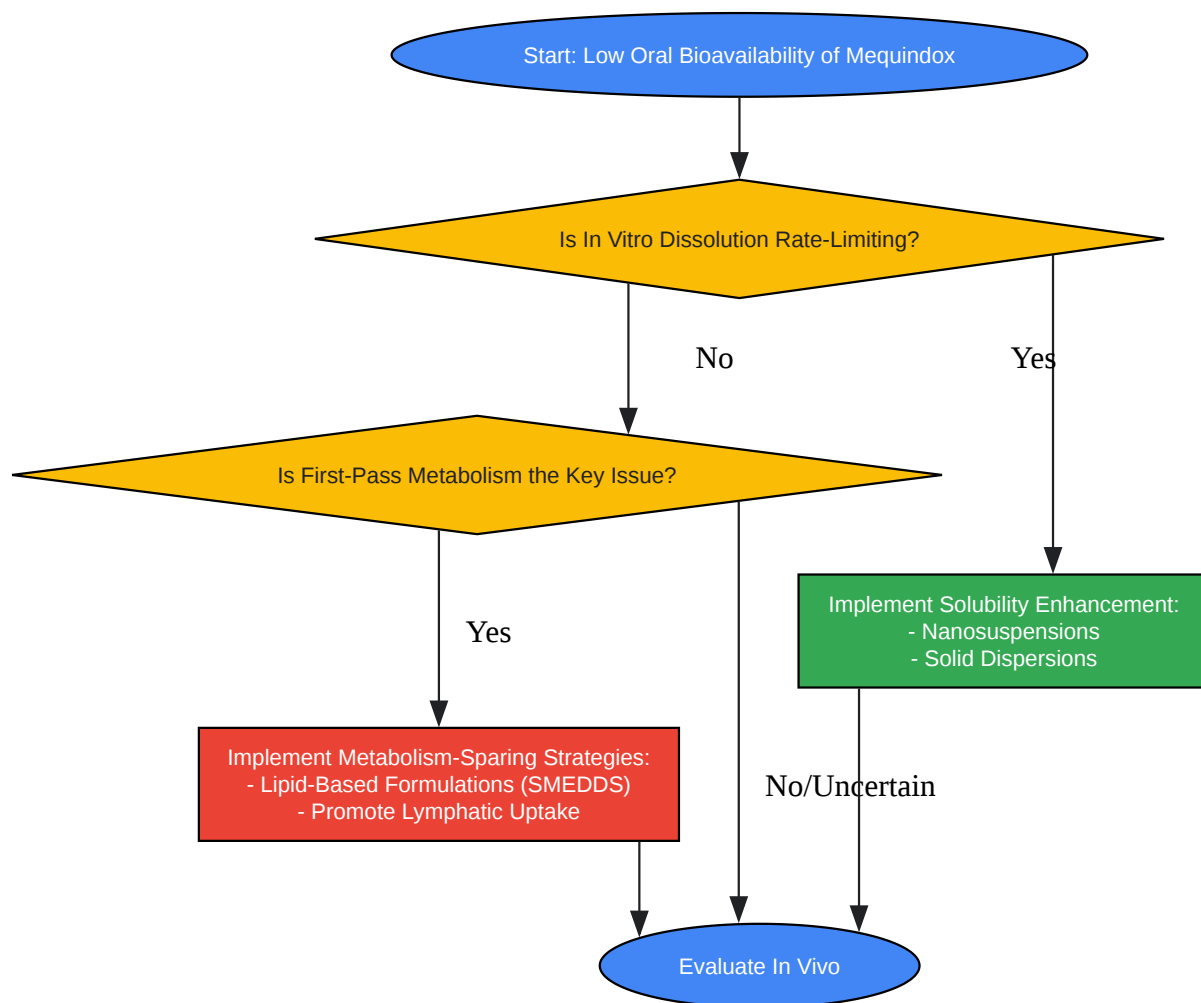 Start: Low Oral Bioavailability of Mequindox
Is In Vitro Dissolution Rate-Limiting?
No
Yes
Is First-Pass Metabolism the Key Issue?
Implement Solubility Enhancement:
- Nanosuspensions
- Solid Dispersions
Yes
Implement Metabolism-Sparing Strategies:
- Lipid-Based Formulations (SMEDDS)
- Promote Lymphatic Uptake
No/Uncertain
Evaluate In Vivo